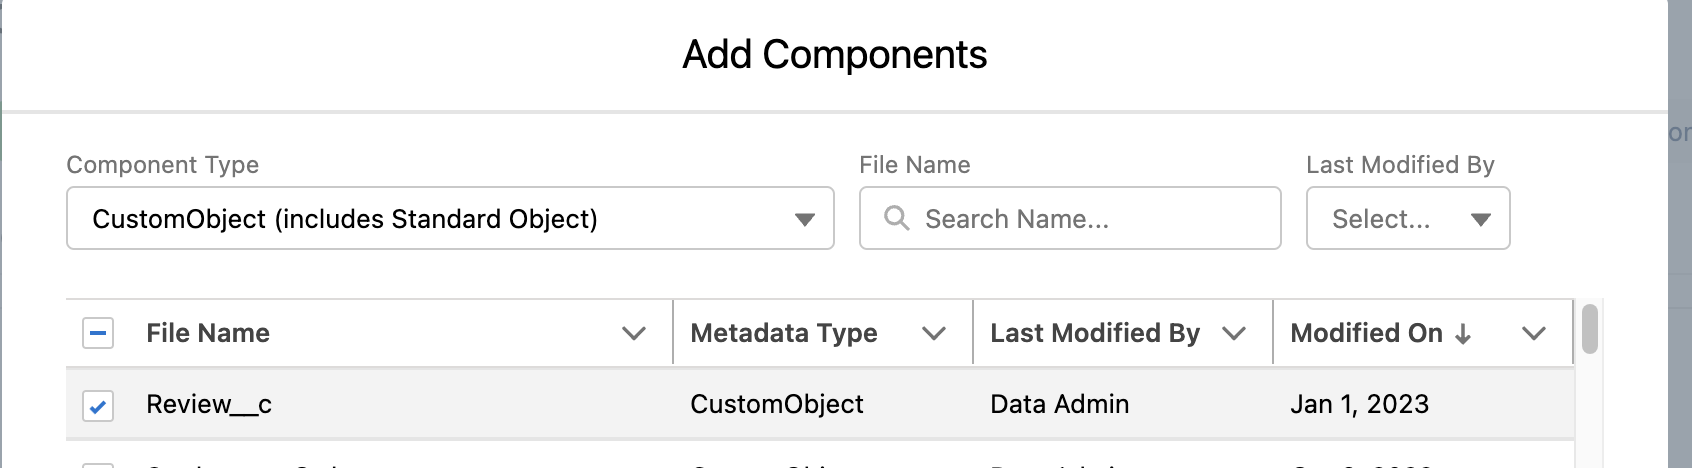 Add Components
Component Type
File Name
Last Modified By
CustomObject (includes Standard Object)
Search Name...
Select...
File Name
Metadata Type
Last Modified By
Modified On
Review__c
CustomObject
Data Admin
Jan 1, 2023